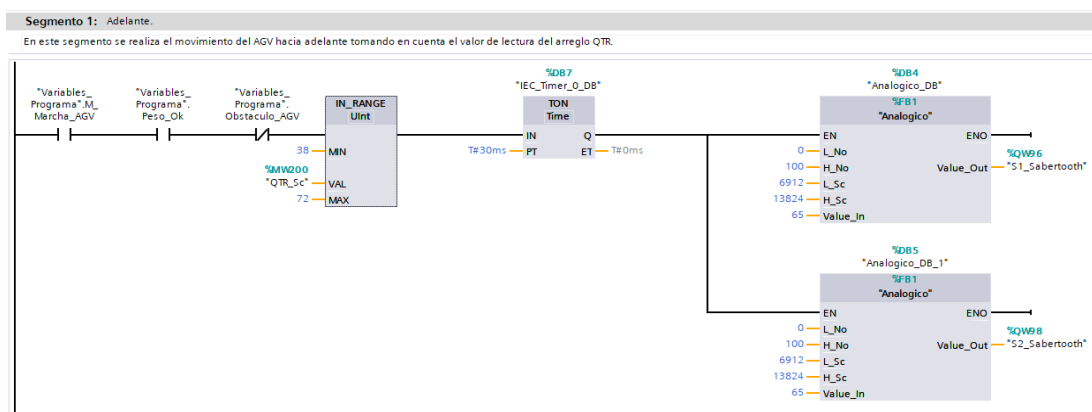 Segmento 1: Adelante.
En este segmento se realiza el movimiento del AGV hacia adelante tomando en cuenta el valor de lectura del arreglo QTR.
"Variables_
Programa".M_
Marcha_AGV
"Variables_
Programa".
Peso_Ok
"Variables_
Programa".
Obstaculo_AGV
IN_RANGE
UInt
38 MIN
%MW200
"QTR_Sc" VAL
72 MAX
%DB7
"IEC_Timer_0_DB"
TON
Time
IN Q
T#30ms PT ET T#0ms
%DB4
"Analogico_DB"
%FB1
"Analogico"
EN ENO
0 L_No
100 H_No Value_Out
%QW96
"S1_Sabertooth"
6912 L_Sc
13824 H_Sc
65 Value_In
%DB5
"Analogico_DB_1"
%FB1
"Analogico"
EN ENO
0 L_No
100 H_No Value_Out
%QW98
"S2_Sabertooth"
6912 L_Sc
13824 H_Sc
65 Value_In